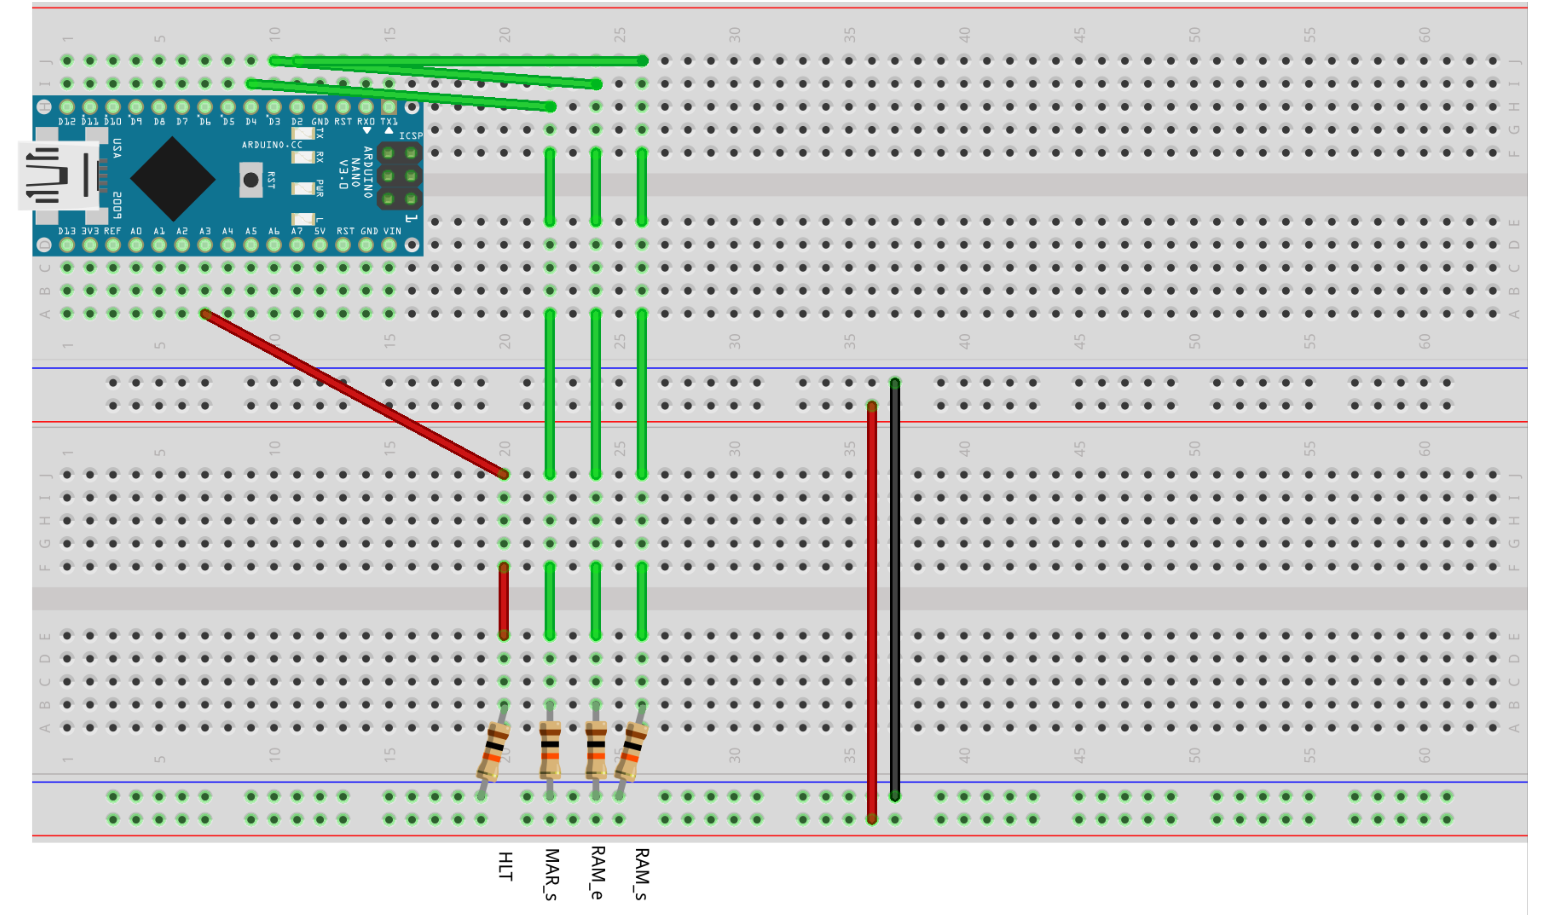 1 5 10 15 20 25 30 35 40 45 50 55 60
J J
I I
H H
D12 D11 D10 D9 D8 D7 D6 D5 D4 D3 D2 GND RST RX0 TX1
G G
F F
USA
ARDUINO.CC
TX
RX
PWR
L
RST
ARDUINO
NANO
V3.0
ICSP
1
2009
D13 3V3 REF A0 A1 A2 A3 A4 A5 A6 A7 5V RST GND VIN
E
D D
C C
B B
A A
1 5 10 15 20 25 30 35 40 45 50 55 60
1 5 10 15 20 25 30 35 40 45 50 55 60
J J
I I
H H
G G
F F
E E
D D
C C
B B
A A
1 5 10 15 20 25 30 35 40 45 50 55 60
HLT
MAR_s
RAM_e
RAM_s